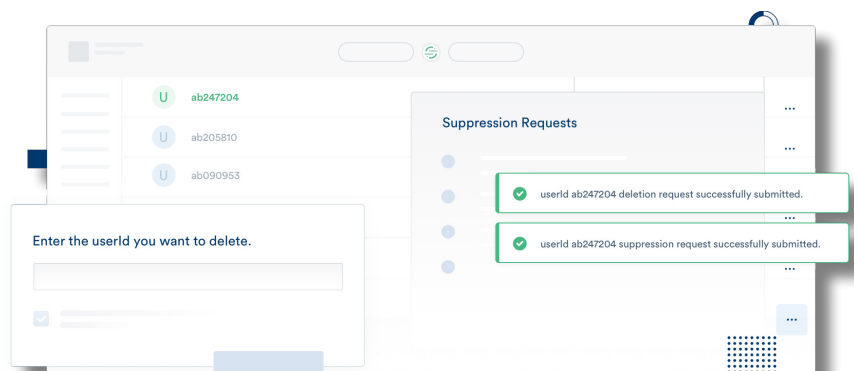 U ab247204
U ab205810
U ab090953
Suppression Requests
userId ab247204 deletion request successfully submitted.
userId ab247204 suppression request successfully submitted.
Enter the userId you want to delete.